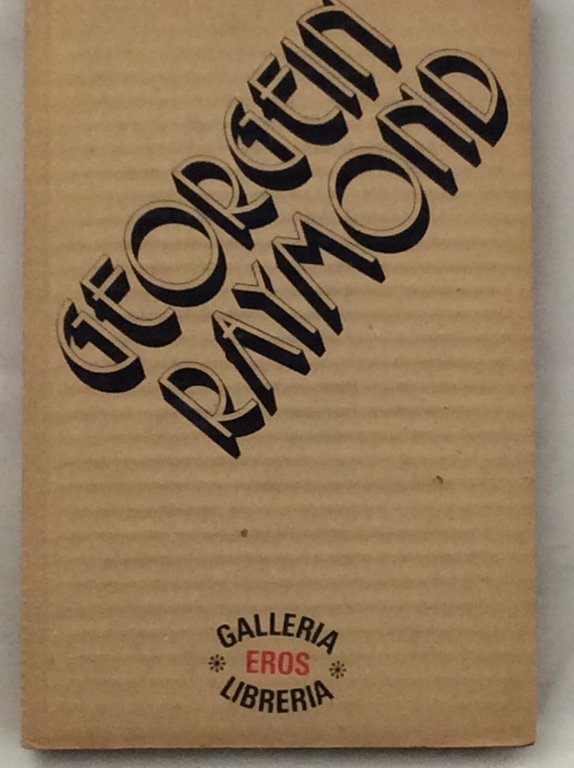 GEORGEIN
RAYMOND
GALLERIA
* EROS *
LIBRERIA